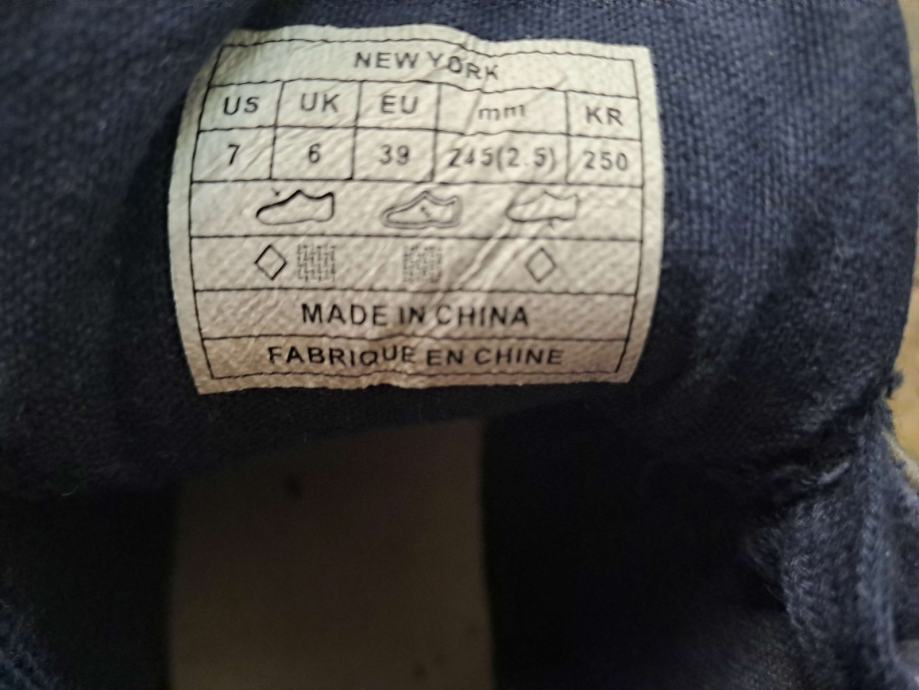 NEW YORK
US UK EU mm KR
7 6 39 245(2.5) 250
MADE IN CHINA
FABRIQUE EN CHINE